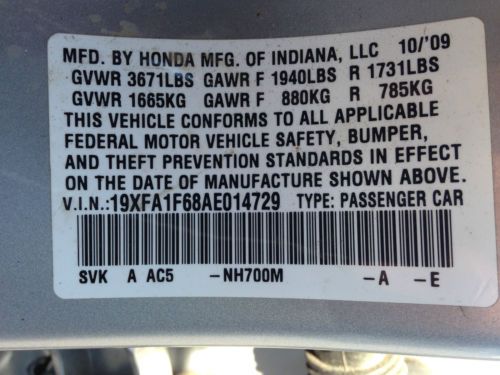 MFD. BY HONDA MFG. OF INDIANA, LLC 10/'09
GVWR 3671LBS GAWR F 1940LBS R 1731LBS
GVWR 1665KG GAWR F 880KG R 785KG
THIS VEHICLE CONFORMS TO ALL APPLICABLE
FEDERAL MOTOR VEHICLE SAFETY, BUMPER,
AND THEFT PREVENTION STANDARDS IN EFFECT
ON THE DATE OF MANUFACTURE SHOWN ABOVE.
V.I.N.:19XFA1F68AE014729 TYPE: PASSENGER CAR
SVK A AC5 -NH700M -A -E